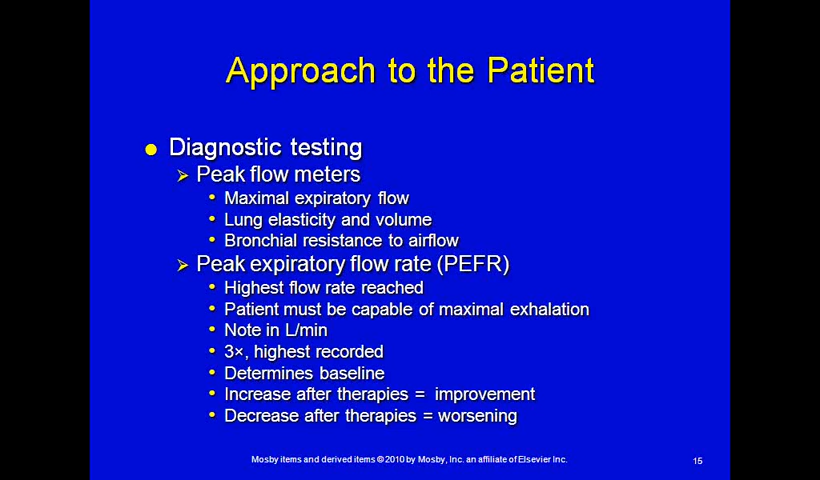 Approach to the Patient
Diagnostic testing
Peak flow meters
Maximal expiratory flow
Lung elasticity and volume
Bronchial resistance to airflow
Peak expiratory flow rate (PEFR)
Highest flow rate reached
Patient must be capable of maximal exhalation
Note in L/min
3×, highest recorded
Determines baseline
Increase after therapies = improvement
Decrease after therapies = worsening
Mosby items and derived items © 2010 by Mosby, Inc. an affiliate of Elsevier Inc.
15